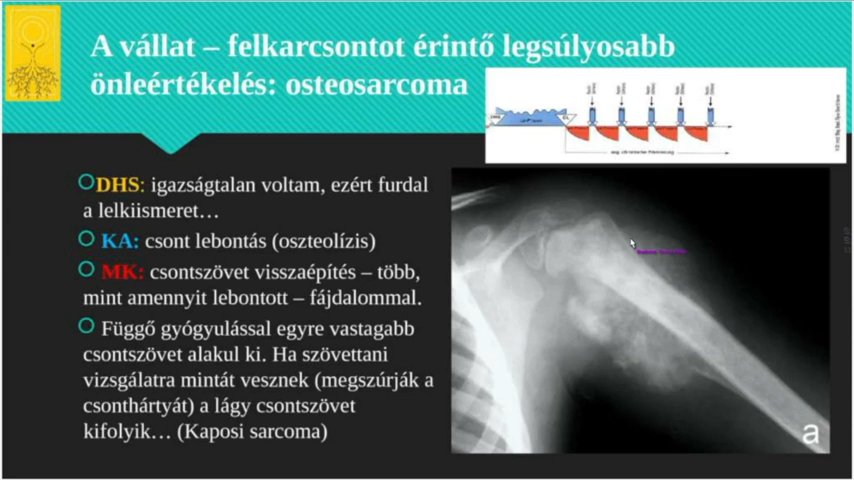 A vállat – felkarcsontot érintő legsúlyosabb
önleértékelés: osteosarcoma
DHS: igazságtalan voltam, ezért furdal
a lelkiismeret…
KA: csont lebontás (oszteolízis)
MK: csontszövet visszaépítés – több,
mint amennyit lebontott – fájdalommal.
Függő gyógyulással egyre vastagabb
csontszövet alakul ki. Ha szövettani
vizsgálatra mintát vesznek (megszúrják a
csonthártyát) a lágy csontszövet
kifolyik… (Kaposi sarcoma)
a